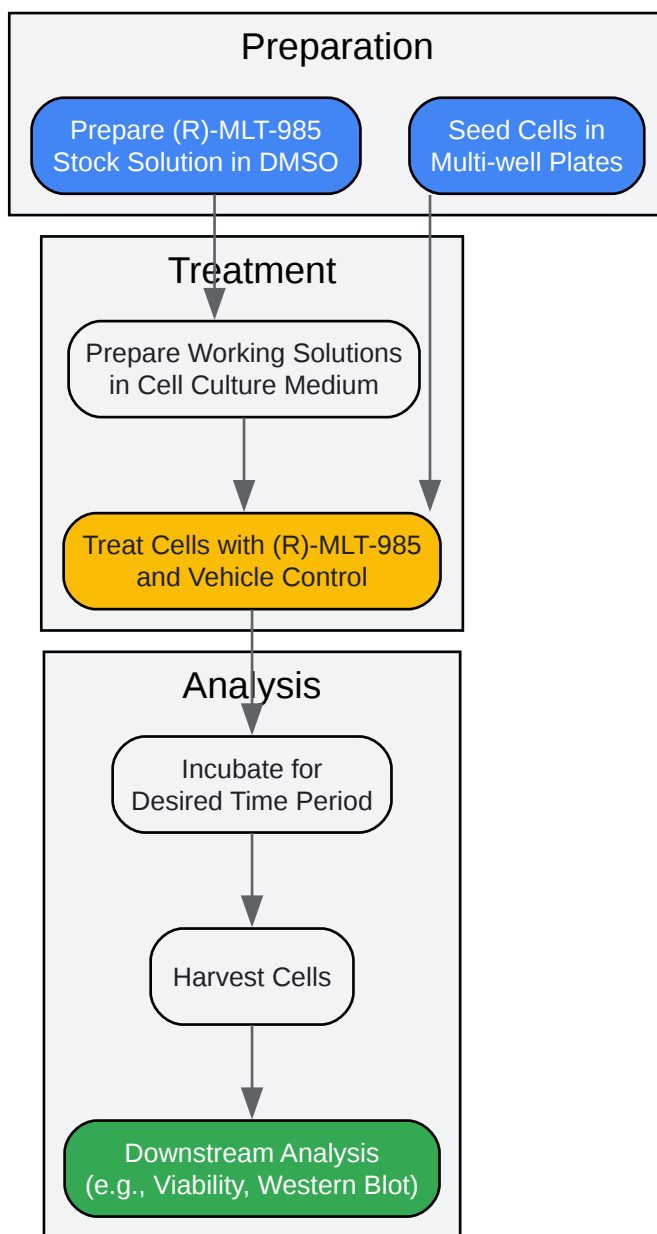 Preparation
Prepare (R)-MLT-985
Stock Solution in DMSO
Seed Cells in
Multi-well Plates
Treatment
Prepare Working Solutions
in Cell Culture Medium
Treat Cells with (R)-MLT-985
and Vehicle Control
Analysis
Incubate for
Desired Time Period
Harvest Cells
Downstream Analysis
(e.g., Viability, Western Blot)